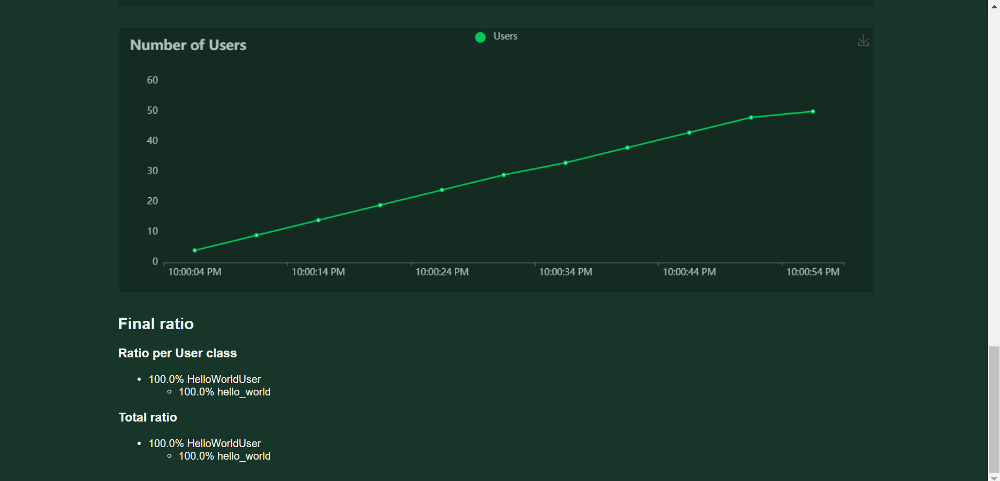 Number of Users
Users
60
50
40
30
20
10
0
10:00:04 PM 10:00:14 PM 10:00:24 PM 10:00:34 PM 10:00:44 PM 10:00:54 PM
Final ratio
Ratio per User class
• 100.0% HelloWorldUser
◦ 100.0% hello_world
Total ratio
• 100.0% HelloWorldUser
◦ 100.0% hello_world